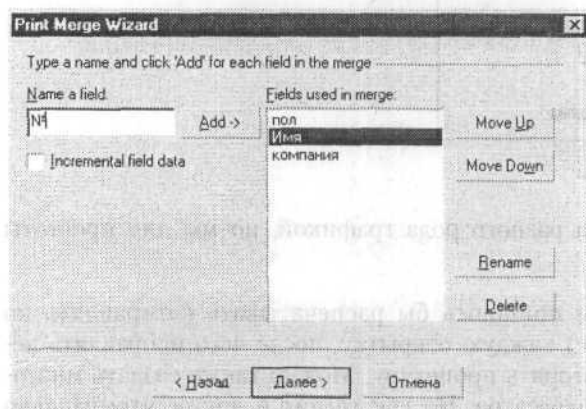 Print Merge Wizard
Type a name and click 'Add' for each field in the merge
Name a field:
Fields used in merge:
№
Add ->
пол
Имя
компания
Move Up
Incremental field data
Move Down
Rename
Delete
< Назад
Далее >
Отмена